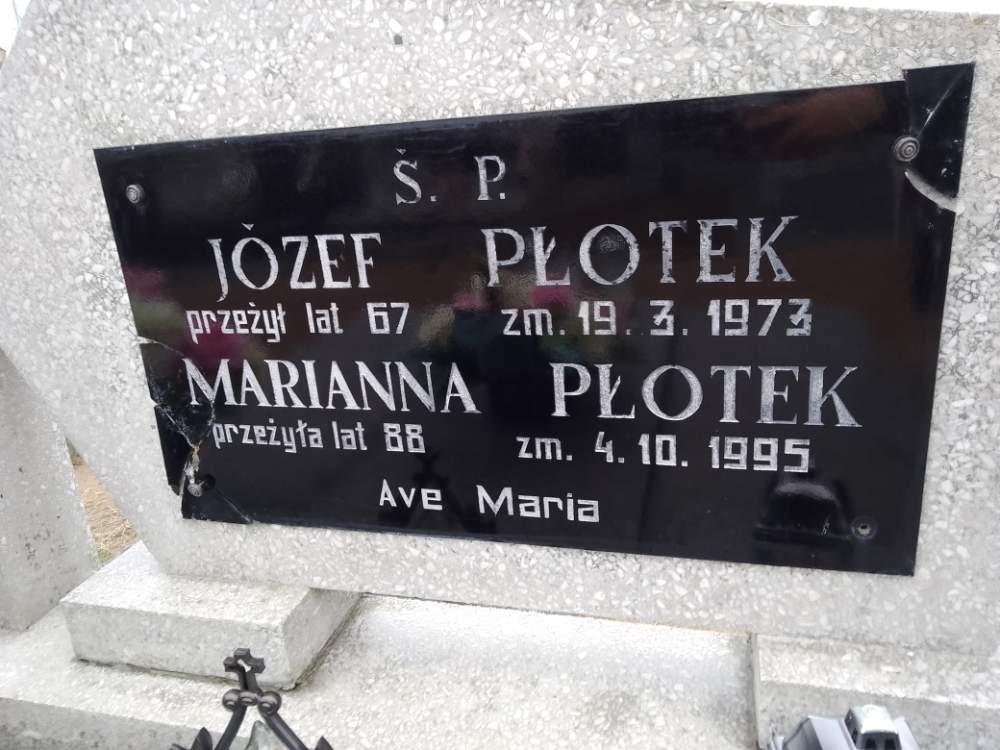 Ś. P.
JÓZEF PŁOTEK
przeżył lat 67 zm. 19. 3. 1973
MARIANNA PŁOTEK
przeżyła lat 88 zm. 4. 10. 1995
Ave Maria